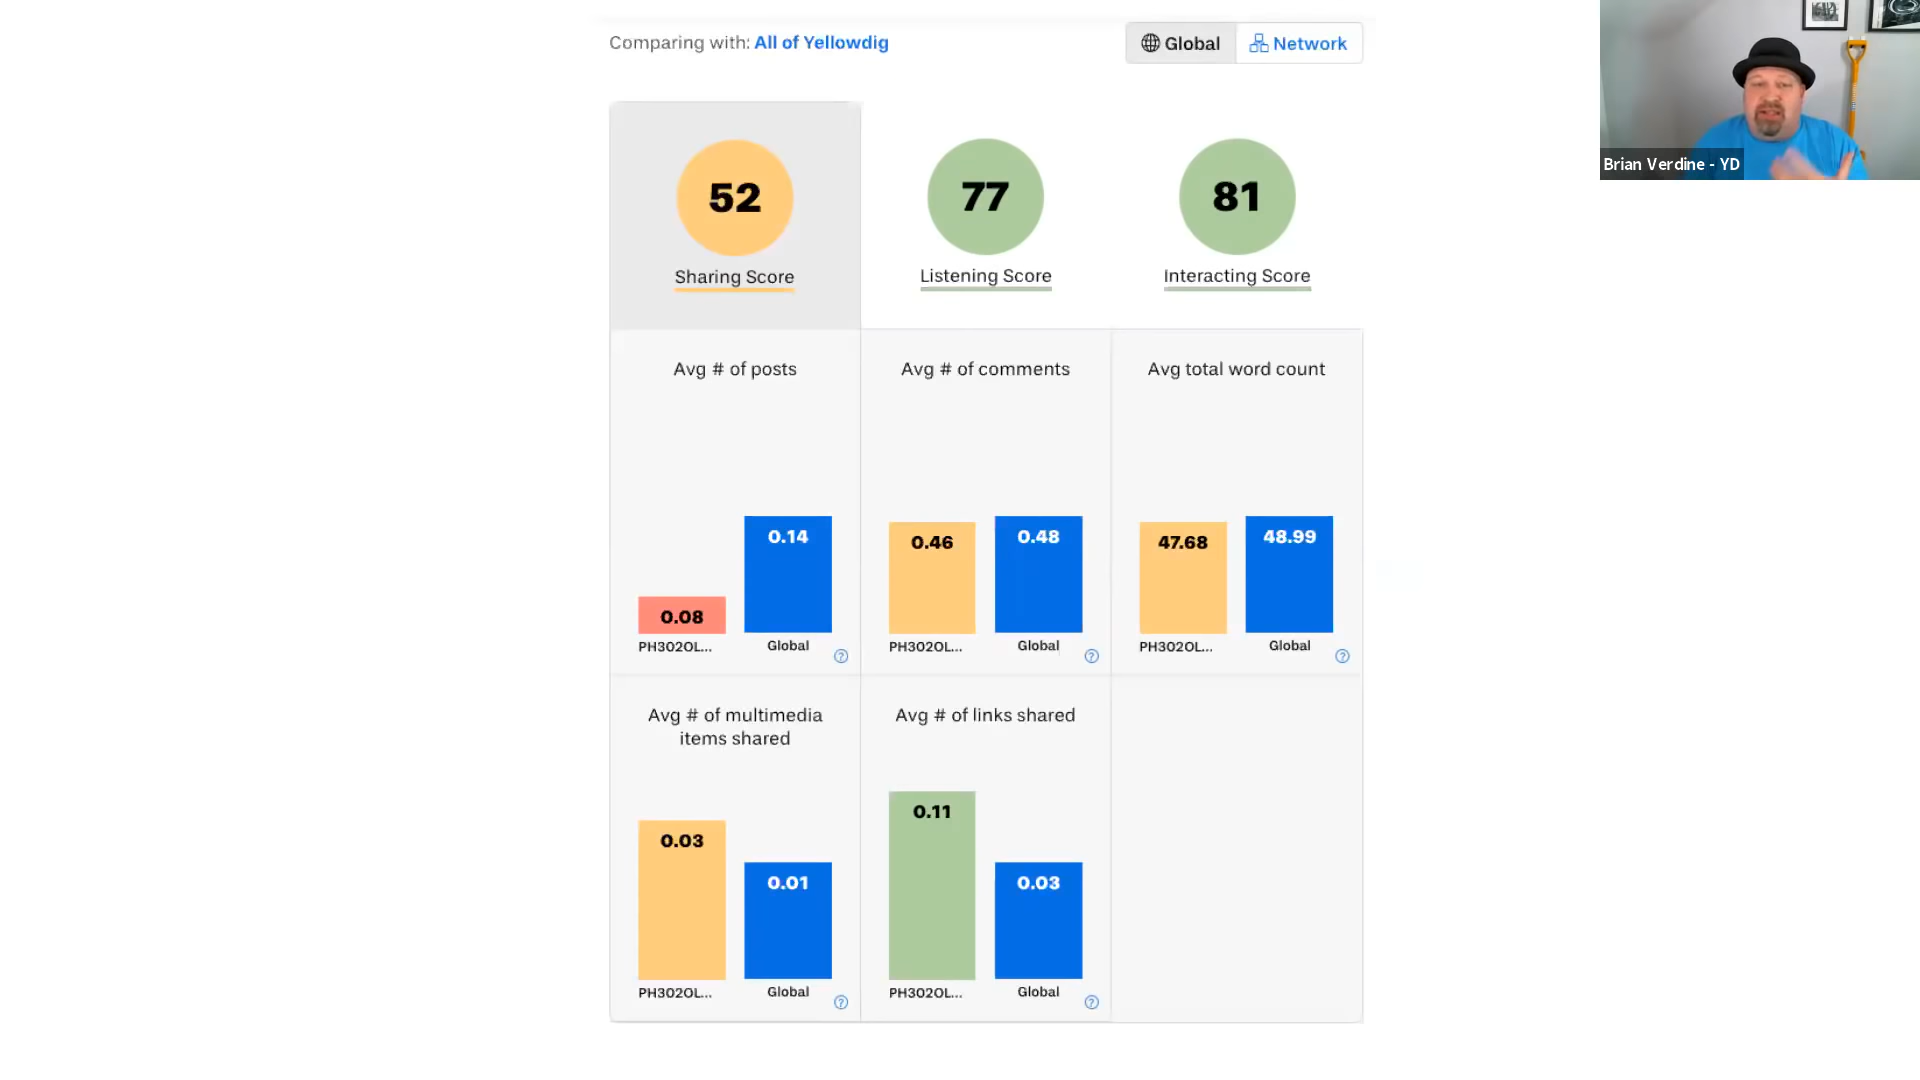 Comparing with: All of Yellowdig
Global
Network
Brian Verdine - YD
52
77
81
Sharing Score
Listening Score
Interacting Score
Avg # of posts
Avg # of comments
Avg total word count
0.08
0.14
PH302OL...
Global
0.46
0.48
PH302OL...
Global
47.68
48.99
PH302OL...
Global
Avg # of multimedia
items shared
Avg # of links shared
0.03
0.01
PH302OL...
Global
0.11
0.03
PH302OL...
Global